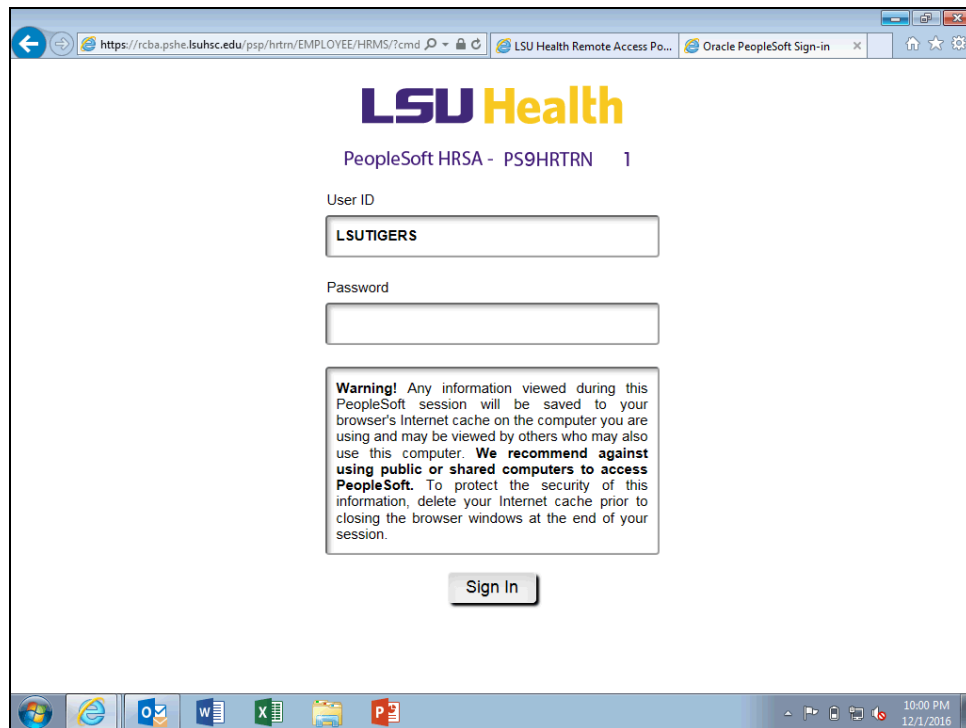 https://rcba.pshe.lsuhsc.edu/psp/hrtrn/EMPLOYEE/HRMS/?cmd
LSU Health Remote Access Po...
Oracle PeopleSoft Sign-in
LSU Health
PeopleSoft HRSA - PS9HRTRN 1
User ID
LSUTIGERS
Password
Warning! Any information viewed during this
PeopleSoft session will be saved to your
browser's Internet cache on the computer you are
using and may be viewed by others who may also
use this computer. We recommend against
using public or shared computers to access
PeopleSoft. To protect the security of this
information, delete your Internet cache prior to
closing the browser windows at the end of your
session.
Sign In
10:00 PM
12/1/2016